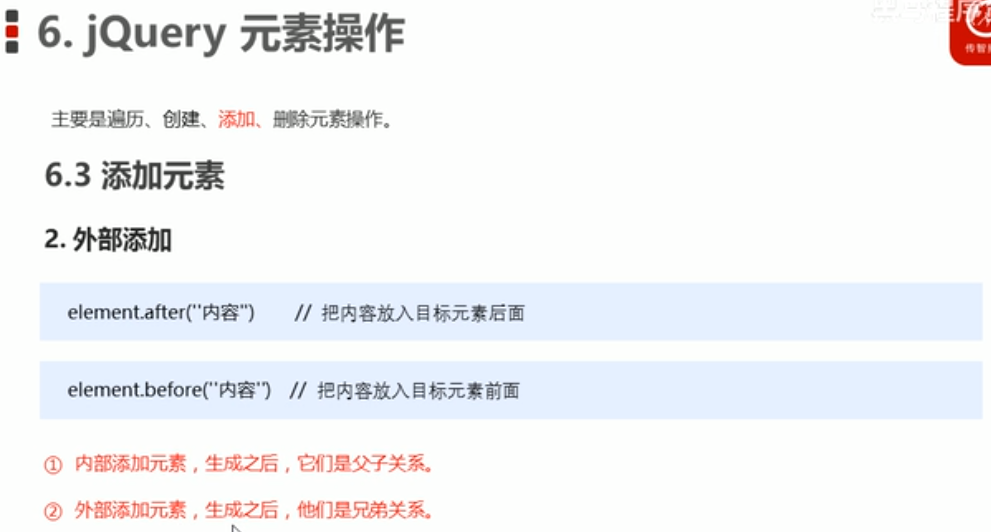 6. jQuery 元素操作
主要是遍历、创建、添加、删除元素操作。
6.3 添加元素
2. 外部添加
element.after(''内容'') // 把内容放入目标元素后面
element.before(''内容'') // 把内容放入目标元素前面
① 内部添加元素，生成之后，它们是父子关系。
② 外部添加元素，生成之后，他们是兄弟关系。
传智